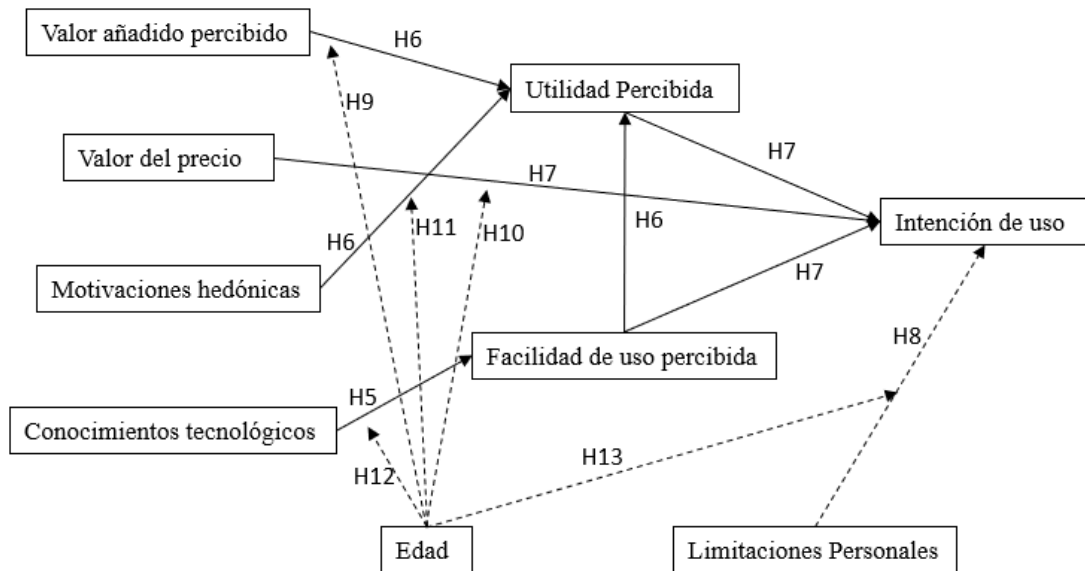 Valor añadido percibido
H6
Utilidad Percibida
H9
Valor del precio
H7
H7
H11
H10
H6
H6
Intención de uso
Motivaciones hedónicas
H7
Facilidad de uso percibida
H8
H5
Conocimientos tecnológicos
H12
H13
Edad
Limitaciones Personales